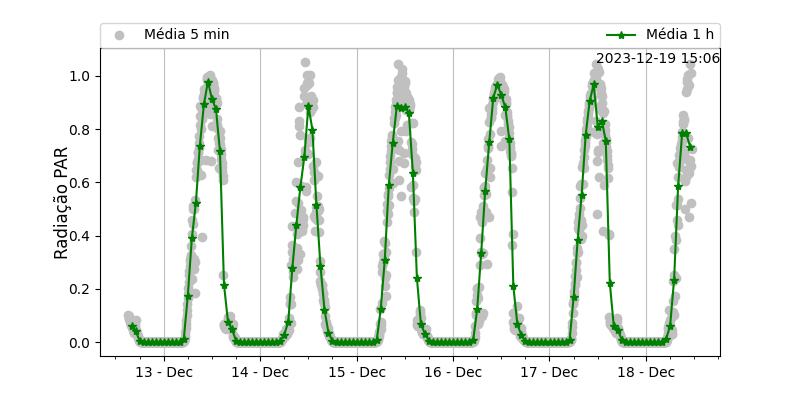 Média 5 min
Média 1 h
2023-12-19 15:06
Radiação PAR
1.0
0.8
0.6
0.4
0.2
0.0
13 - Dec
14 - Dec
15 - Dec
16 - Dec
17 - Dec
18 - Dec